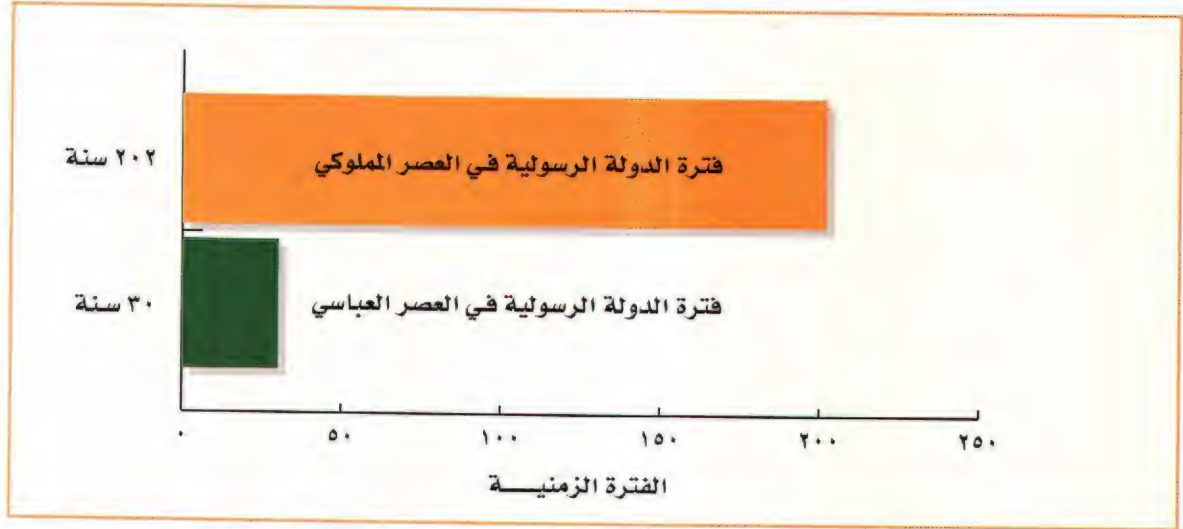 فترة الدولة الرسولية في العصر المملوكي
٢٠٢ سنة
فترة الدولة الرسولية في العصر العباسي
٣٠ سنة
٠ ٥٠ ١٠٠ ١٥٠ ٢٠٠ ٢٥٠
الفترة الزمنيــــة